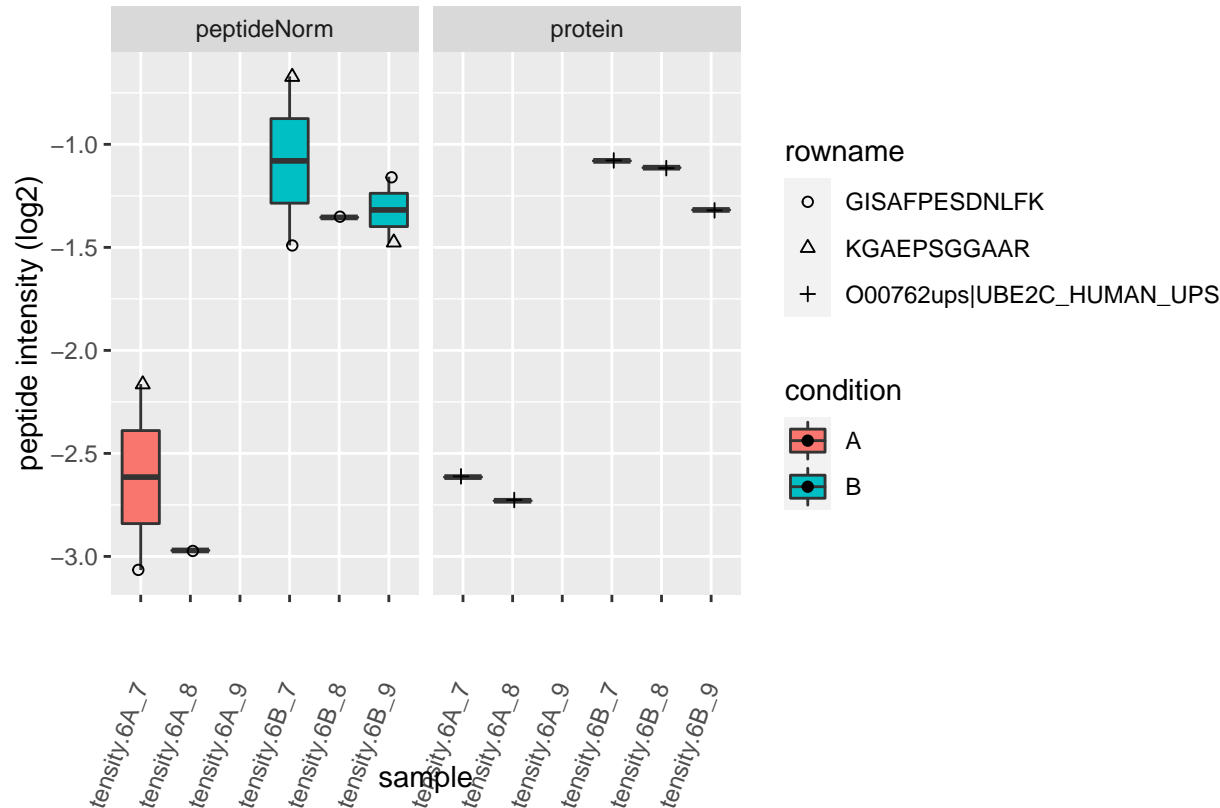 peptideNorm
protein
peptide intensity (log2)
−1.0
−1.5
−2.0
−2.5
−3.0
tensity.6A_7
tensity.6A_8
tensity.6A_9
tensity.6B_7
tensity.6B_8
tensity.6B_9
tensity.6A_7
tensity.6A_8
tensity.6A_9
tensity.6B_7
tensity.6B_8
tensity.6B_9
sample
rowname
GISAFPESDNLFK
KGAEPSGGAAR
O00762ups|UBE2C_HUMAN_UPS
condition
A
B